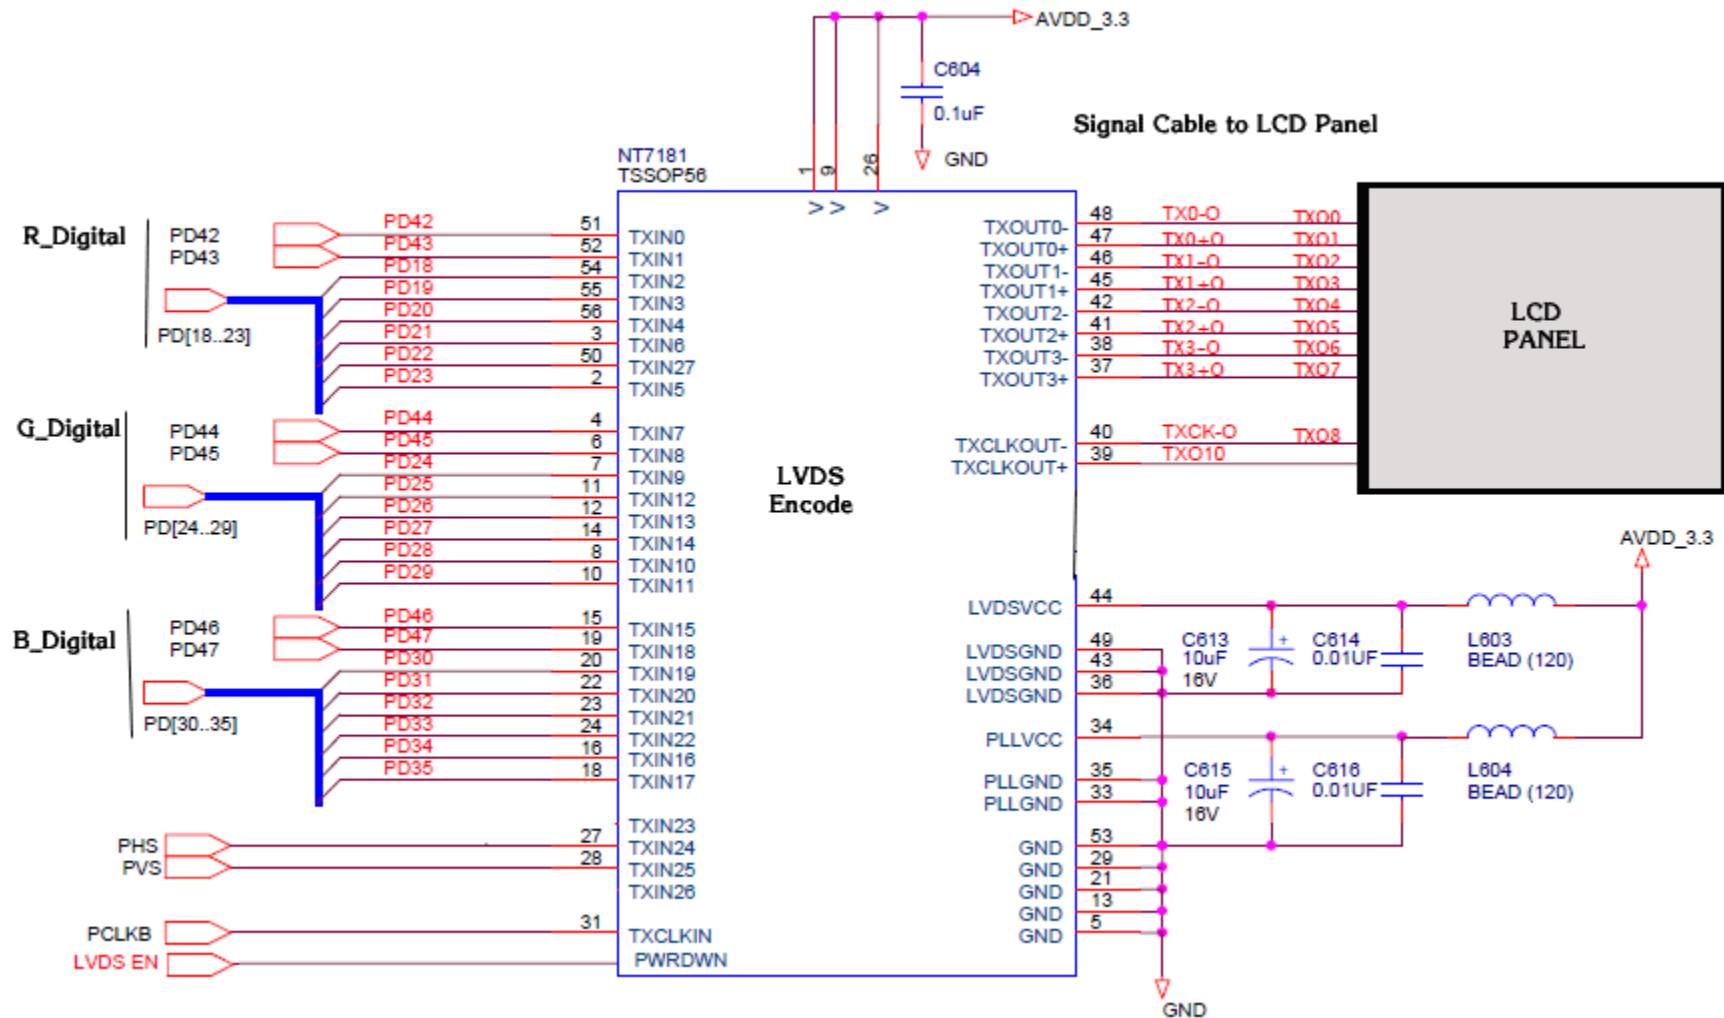 AVDD_3.3
C604
0.1uF
GND
Signal Cable to LCD Panel
NT7181
TSSOP56
1
9
26
> > >
R_Digital
PD42
PD43
PD[18..23]
PD42 51 TXIN0
PD43 52 TXIN1
PD18 54 TXIN2
PD19 55 TXIN3
PD20 56 TXIN4
PD21 3 TXIN6
PD22 50 TXIN27
PD23 2 TXIN5
G_Digital
PD44
PD45
PD[24..29]
PD44 4 TXIN7
PD45 6 TXIN8
PD24 7 TXIN9
PD25 11 TXIN12
PD26 12 TXIN13
PD27 14 TXIN14
PD28 8 TXIN10
PD29 10 TXIN11
B_Digital
PD46
PD47
PD[30..35]
PD46 15 TXIN15
PD47 19 TXIN18
PD30 20 TXIN19
PD31 22 TXIN20
PD32 23 TXIN21
PD33 24 TXIN22
PD34 16 TXIN16
PD35 18 TXIN17
TXIN23
PHS 27 TXIN24
PVS 28 TXIN25
TXIN26
PCLKB 31 TXCLKIN
LVDS EN PWRDWN
LVDS
Encode
TXOUT0- 48 TX0-O TXO0
TXOUT0+ 47 TX0+O TXO1
TXOUT1- 46 TX1-O TXO2
TXOUT1+ 45 TX1+O TXO3
TXOUT2- 42 TX2-O TXO4
TXOUT2+ 41 TX2+O TXO5
TXOUT3- 38 TX3-O TXO6
TXOUT3+ 37 TX3+O TXO7
TXCLKOUT- 40 TXCK-O TXO8
TXCLKOUT+ 39 TXO10
LCD
PANEL
AVDD_3.3
LVDSVCC 44
LVDSGND 49
LVDSGND 43
LVDSGND 36
C613
10uF
16V
+
C614
0.01UF
L603
BEAD (120)
PLLVCC 34
PLLGND 35
PLLGND 33
C615
10uF
16V
+
C616
0.01UF
L604
BEAD (120)
GND 53
GND 29
GND 21
GND 13
GND 5
GND